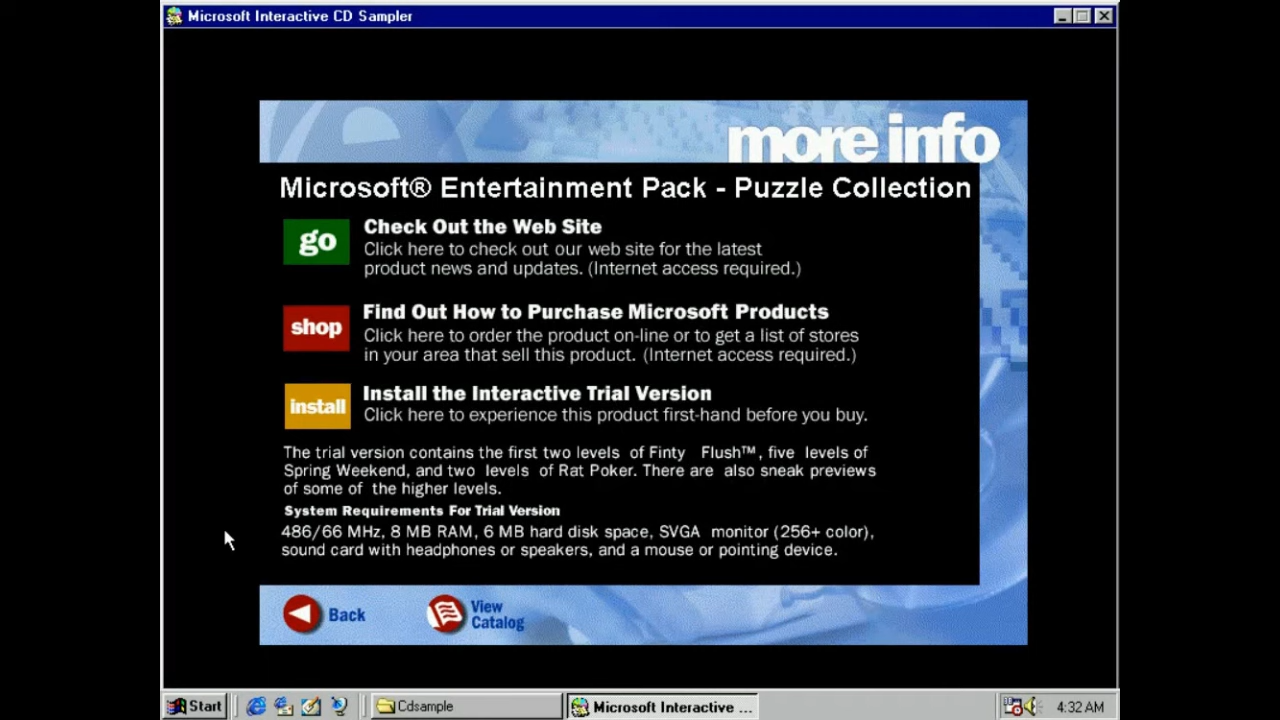 Microsoft Interactive CD Sampler
more info
Microsoft® Entertainment Pack - Puzzle Collection
go
Check Out the Web Site
Click here to check out our web site for the latest
product news and updates. (Internet access required.)
shop
Find Out How to Purchase Microsoft Products
Click here to order the product on-line or to get a list of stores
in your area that sell this product. (Internet access required.)
install
Install the Interactive Trial Version
Click here to experience this product first-hand before you buy.
The trial version contains the first two levels of Finty Flush™, five levels of
Spring Weekend, and two levels of Rat Poker. There are also sneak previews
of some of the higher levels.
System Requirements For Trial Version
486/66 MHz, 8 MB RAM, 6 MB hard disk space, SVGA monitor (256+ color),
sound card with headphones or speakers, and a mouse or pointing device.
Back
View
Catalog
Start
Cdsample
Microsoft Interactive ...
4:32 AM